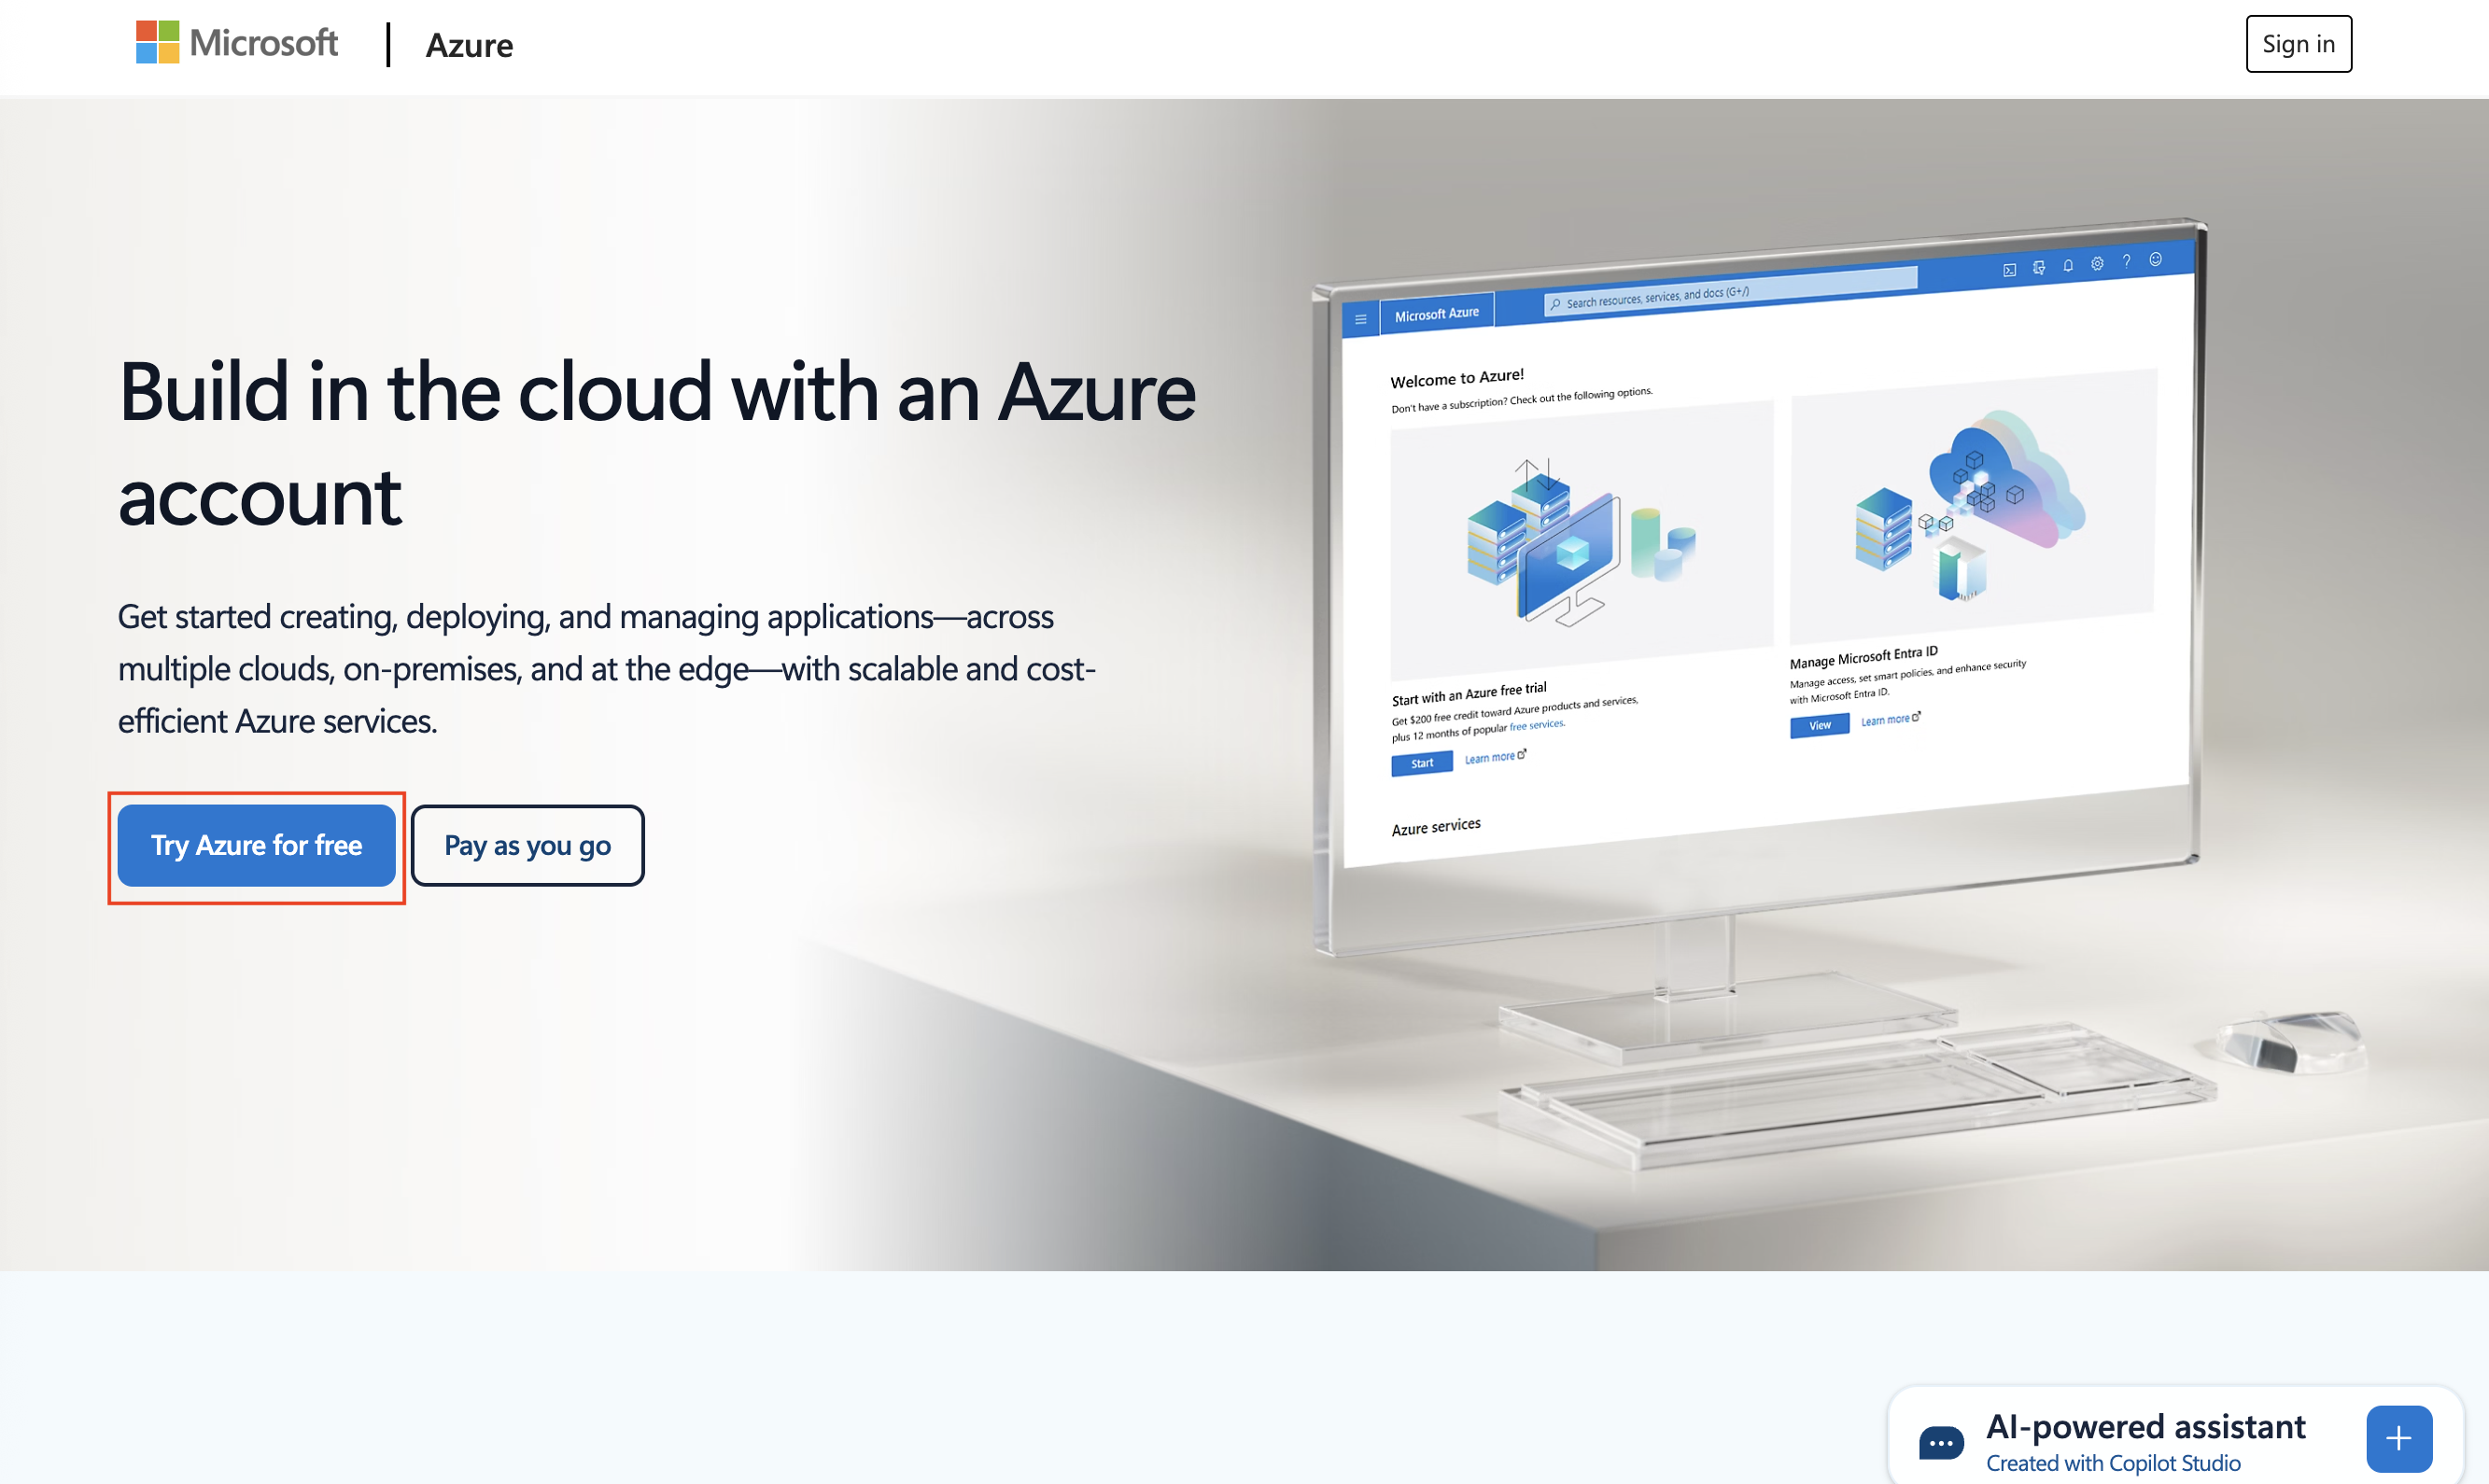 Microsoft
Azure
Sign in
Build in the cloud with an Azure
account
Get started creating, deploying, and managing applications—across
multiple clouds, on-premises, and at the edge—with scalable and cost-
efficient Azure services.
Try Azure for free
Pay as you go
Microsoft Azure
Search resources, services, and docs (G+/)
Welcome to Azure!
Don't have a subscription? Check out the following options.
Start with an Azure free trial
Get $200 free credit toward Azure products and services,
plus 12 months of popular free services.
Start
Learn more
Manage Microsoft Entra ID
Manage access, set smart policies, and enhance security
with Microsoft Entra ID.
View
Learn more
Azure services
AI-powered assistant
Created with Copilot Studio